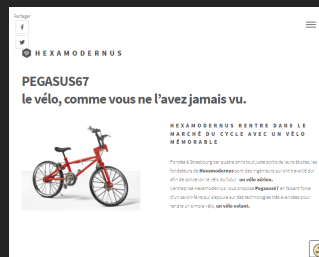 Partager
HEXAMODERNUS
PEGASUS67
le vélo, comme vous ne l'avez jamais vu.
HEXAMODERNUS RENTRE DANS LE
MARCHÉ DU CYCLE AVEC UN VÉLO
MÉMORABLE
Fondée à Strasbourg par quatre amis tout juste sortis de leurs études, les
fondateurs de Hexamodernus sont des ingénieurs qui ont travaillé dur
afin de concevoir le vélo du futur : un vélo aérien.
L'entreprise Hexamodernus vous propose Pegasus67 en faisant force
d'un savoir-faire qui s'appuie sur des technologies très avancées pour
rendre un simple vélo, un vélo volant.